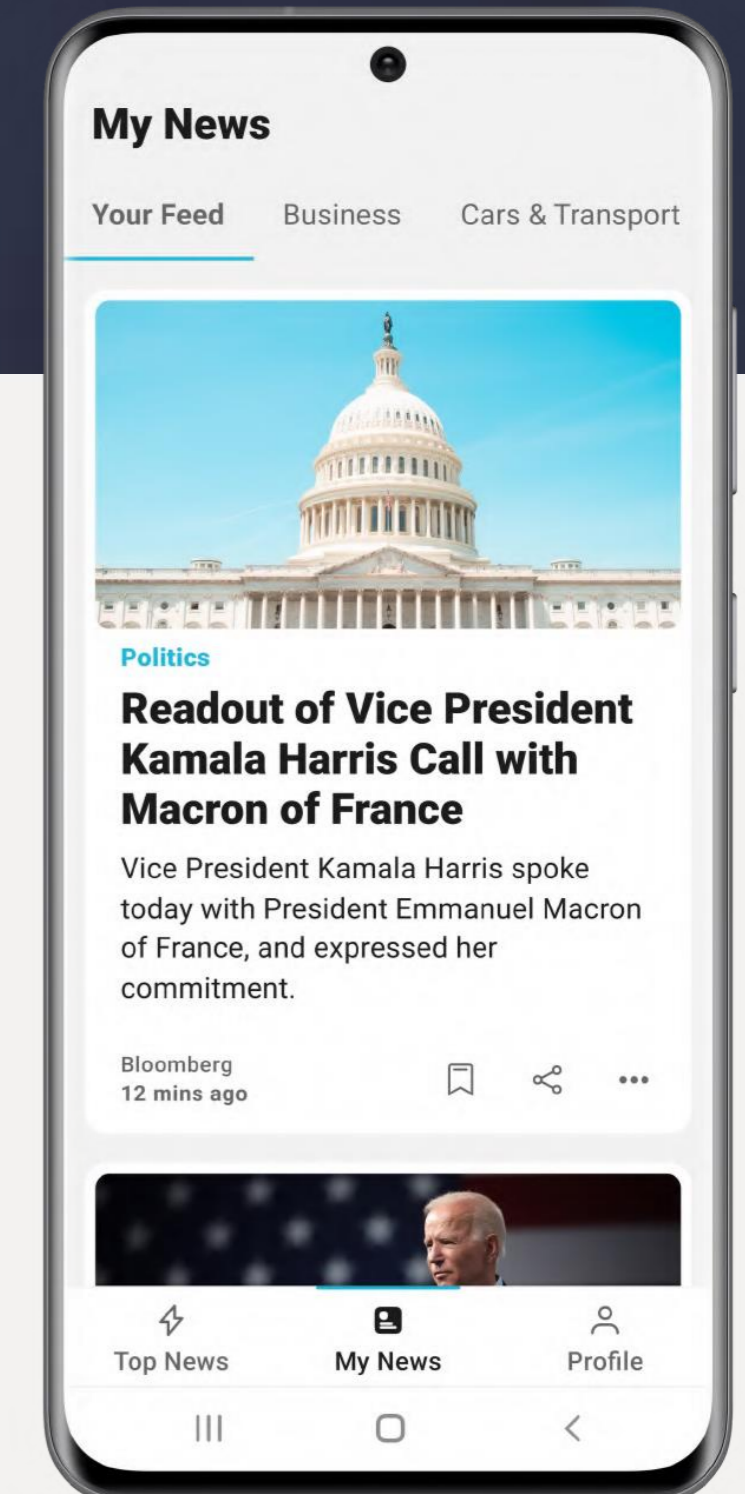 My News
Your Feed
Business
Cars & Transport
Politics
Readout of Vice President
Kamala Harris Call with
Macron of France
Vice President Kamala Harris spoke
today with President Emmanuel Macron
of France, and expressed her
commitment.
Bloomberg
12 mins ago
Top News
My News
Profile